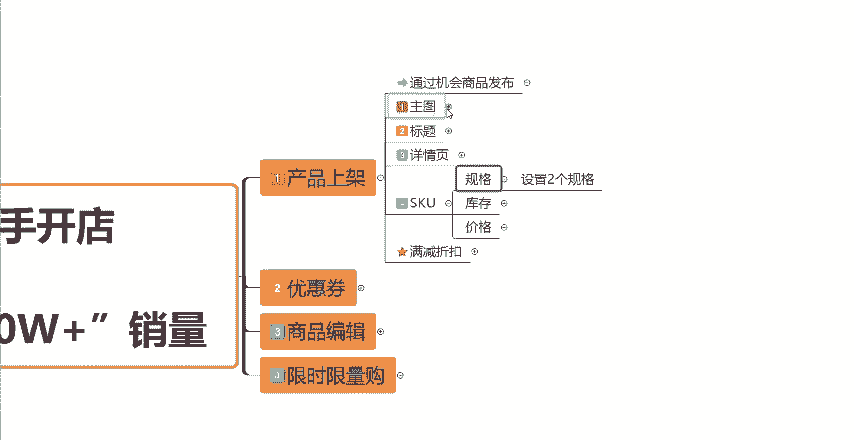 手开店
0W+”销量
1 产品上架
通过机会商品发布
主图
2 标题
3 详情页
SKU
规格
设置2个规格
库存
价格
满减折扣
2 优惠券
3 商品编辑
限时限量购